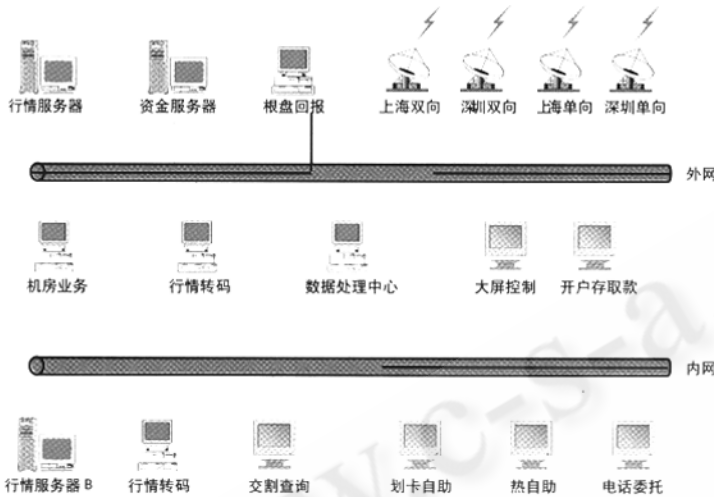 行情服务器 资金服务器 根盘回报 上海双向 深圳双向 上海单向 深圳单向
外网
机房业务 行情转码 数据处理中心 大屏控制 开户存取款
内网
行情服务器 B 行情转码 交割查询 划卡自助 热自助 电话委托